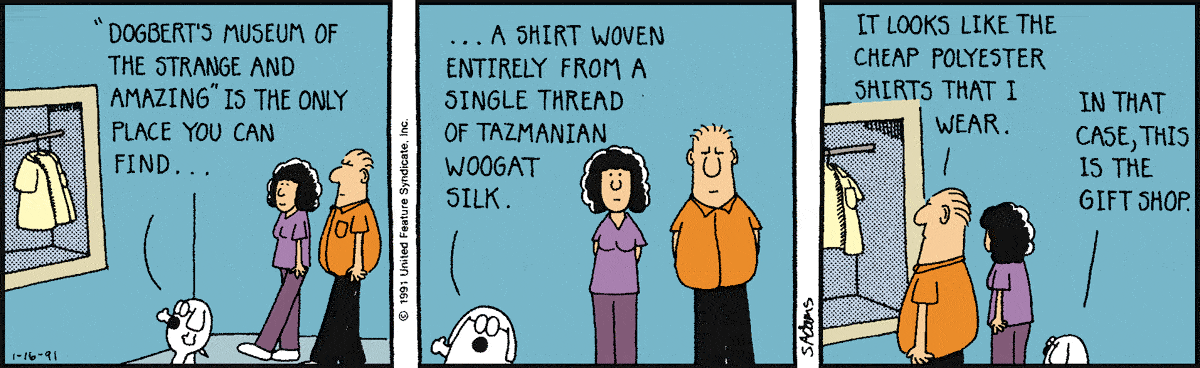 "DOGBERT'S MUSEUM OF
THE STRANGE AND
AMAZING" IS THE ONLY
PLACE YOU CAN
FIND...
1-16-91
© 1991 United Feature Syndicate, Inc.
...A SHIRT WOVEN
ENTIRELY FROM A
SINGLE THREAD
OF TAZMANIAN
WOOGAT
SILK.
S.Adams
IT LOOKS LIKE THE
CHEAP POLYESTER
SHIRTS THAT I
WEAR.
IN THAT
CASE, THIS
IS THE
GIFT SHOP.